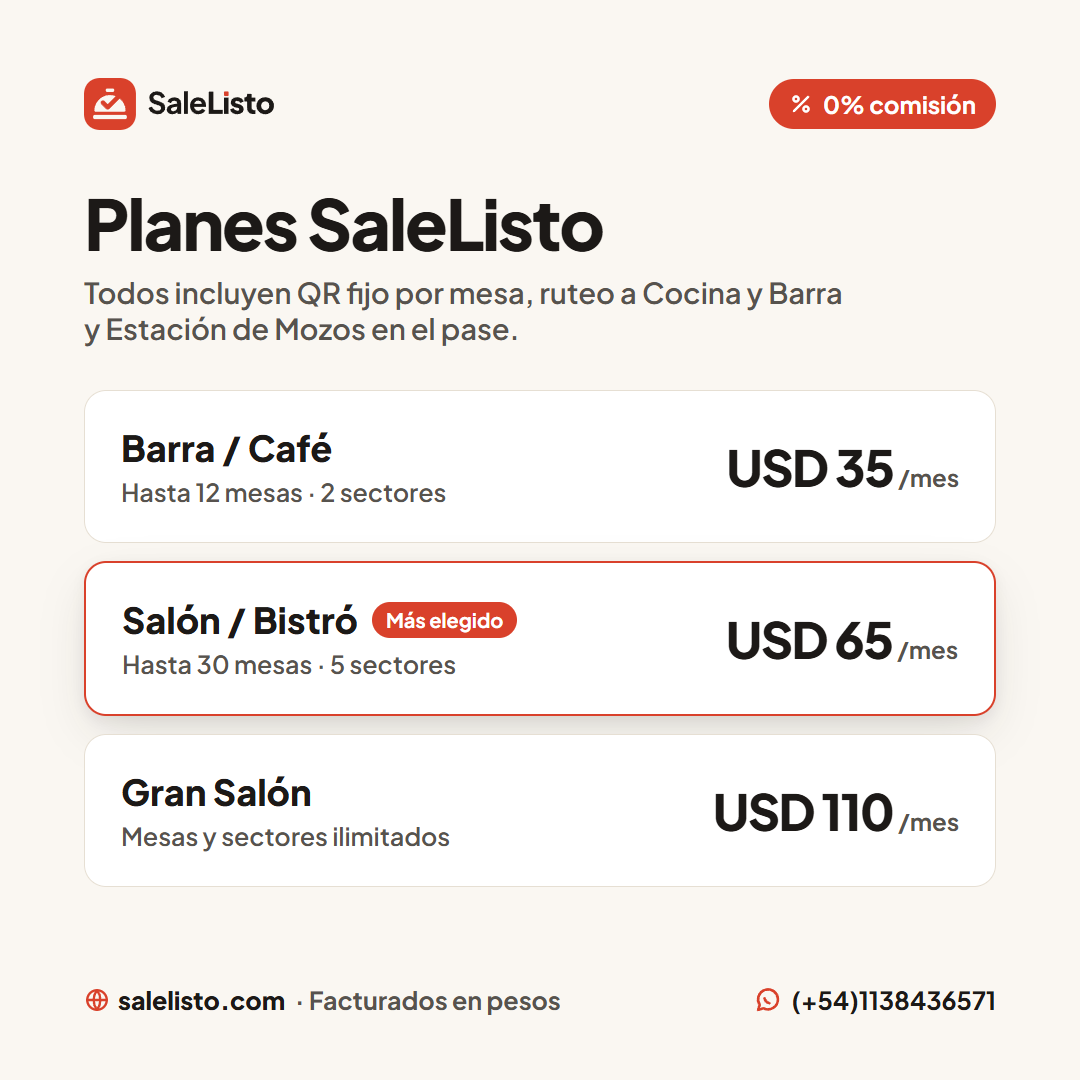 SaleListo
% 0% comisión
Planes SaleListo
Todos incluyen QR fijo por mesa, ruteo a Cocina y Barra
y Estación de Mozos en el pase.
Barra / Café
Hasta 12 mesas · 2 sectores
USD 35 /mes
Salón / Bistró Más elegido
Hasta 30 mesas · 5 sectores
USD 65 /mes
Gran Salón
Mesas y sectores ilimitados
USD 110 /mes
salelisto.com · Facturados en pesos
(+54)1138436571